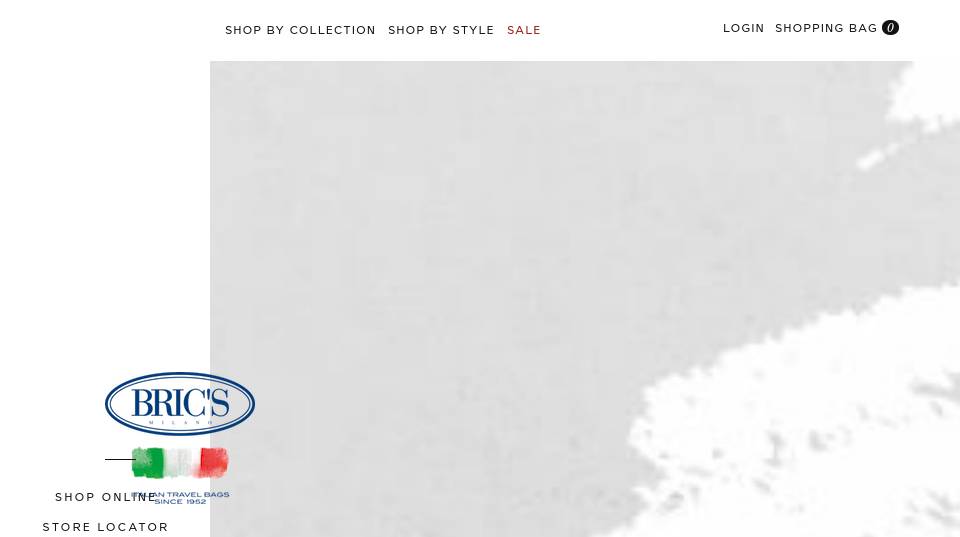 SHOP BY COLLECTION SHOP BY STYLE SALE
LOGIN SHOPPING BAG 0
BRIC'S
MILANO
ITALIAN TRAVEL BAGS
SINCE 1952
SHOP ONLINE
STORE LOCATOR